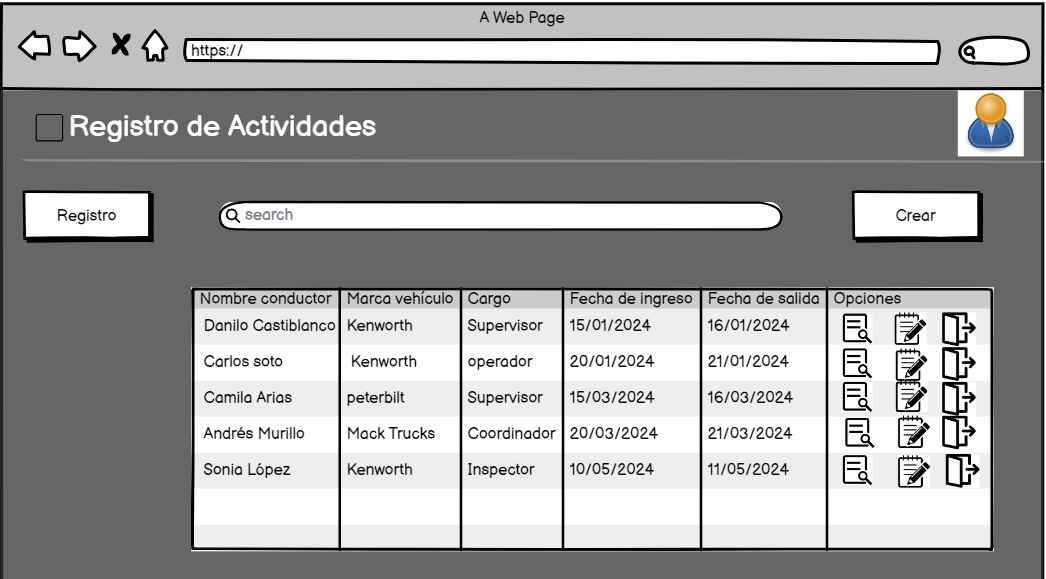 A Web Page
https://
Registro de Actividades
Registro
search
Crear
Nombre conductor Marca vehículo Cargo Fecha de ingreso Fecha de salida Opciones
Danilo Castiblanco Kenworth Supervisor 15/01/2024 16/01/2024
Carlos soto Kenworth operador 20/01/2024 21/01/2024
Camila Arias peterbilt Supervisor 15/03/2024 16/03/2024
Andrés Murillo Mack Trucks Coordinador 20/03/2024 21/03/2024
Sonia López Kenworth Inspector 10/05/2024 11/05/2024